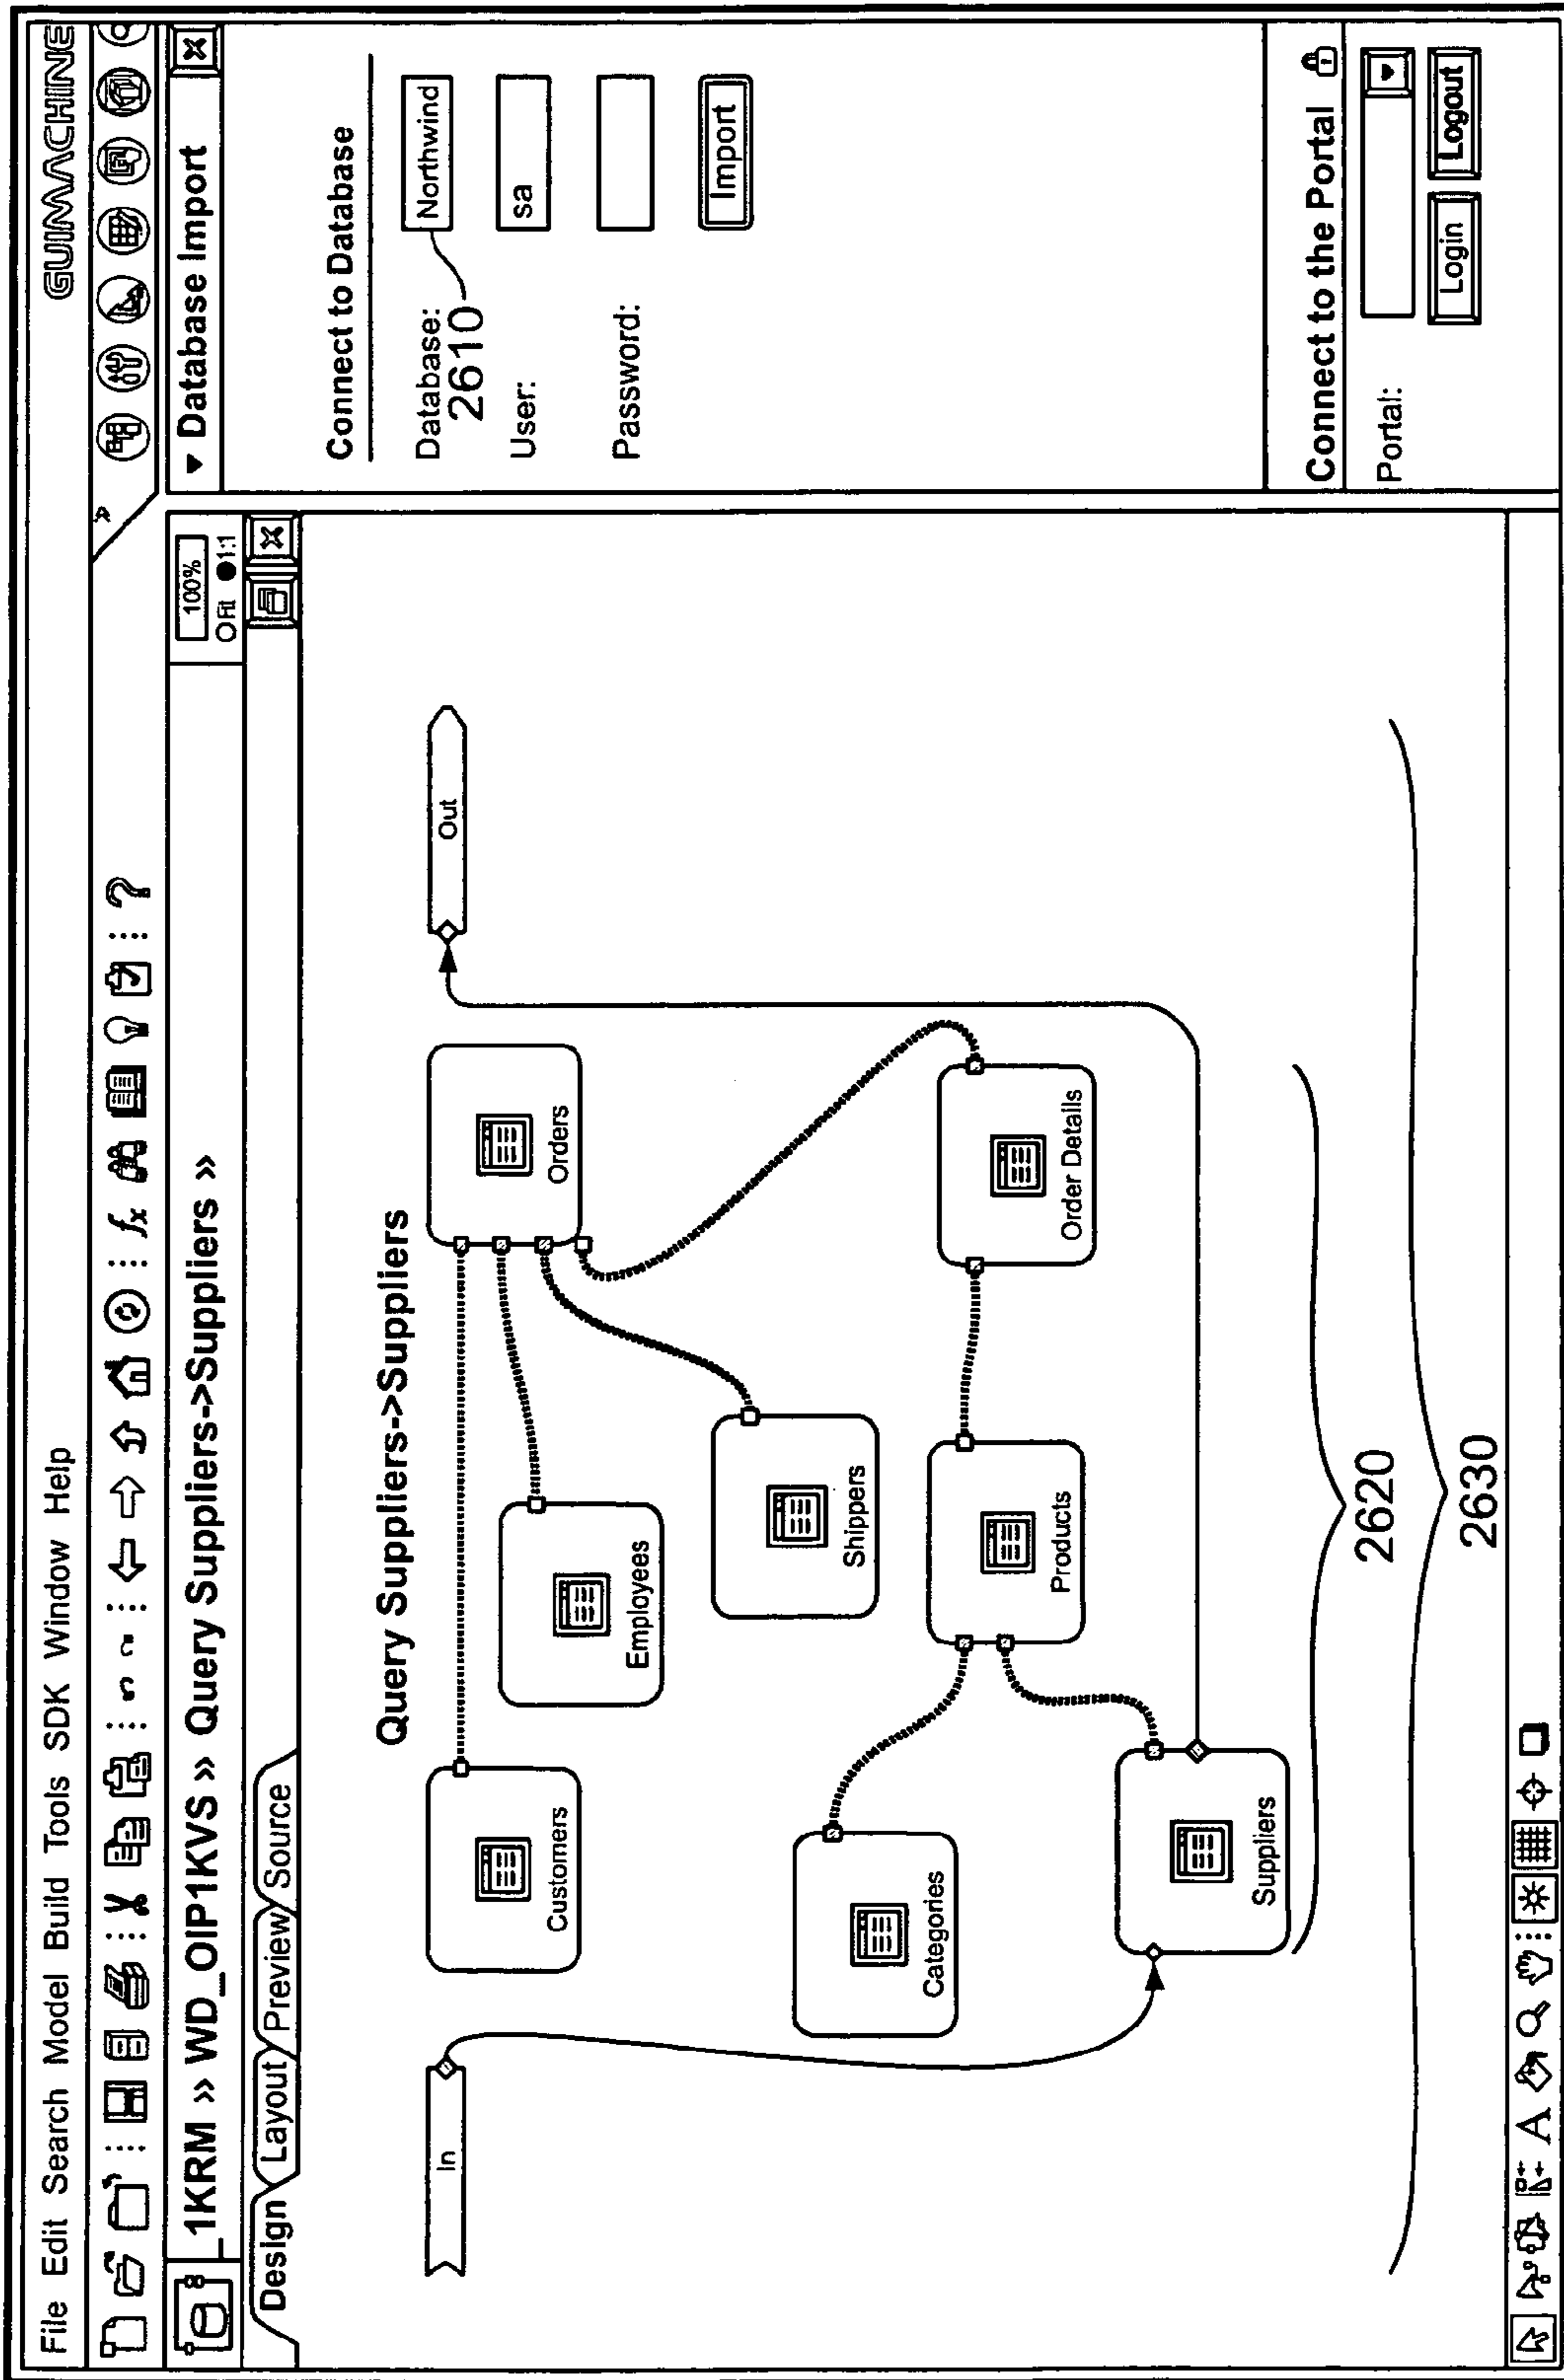 File Edit Search Model Build Tools SDK Window Help
GUIMACHINE
fx
?
_1KRM » WD_OIP1KVS » Query Suppliers->Suppliers »
100%
Fit 1:1
Design Layout Preview Source
Query Suppliers->Suppliers
In
Out
Customers
Orders
Employees
Shippers
Categories
Products
Order Details
Suppliers
2620
2630
A
Database Import
Connect to Database
Database: Northwind
2610
User: sa
Password:
Import
Connect to the Portal
Portal:
Login Logout